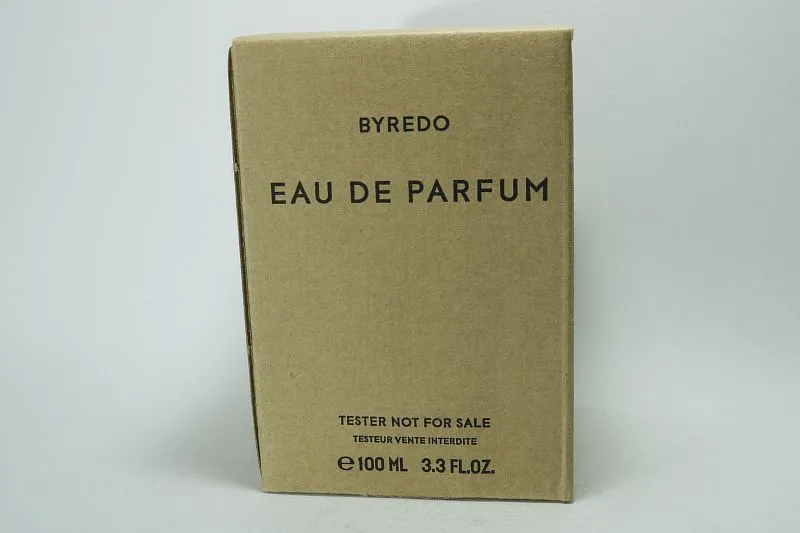 BYREDO
EAU DE PARFUM
TESTER NOT FOR SALE
TESTEUR VENTE INTERDITE
℮100 ML 3.3 FL.OZ.